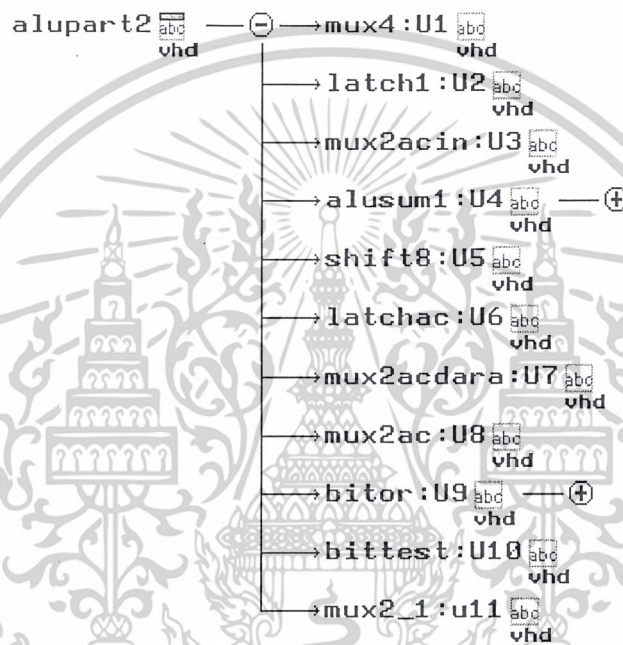 alupart2 abc mux4:U1 abc
vhd vhd
latch1:U2 abc
vhd
mux2acin:U3 abc
vhd
alusum1:U4 abc
vhd
shift8:U5 abc
vhd
latchac:U6 abc
vhd
mux2acdara:U7 abc
vhd
mux2ac:U8 abc
vhd
bitor:U9 abc
vhd
bittest:U10 abc
vhd
mux2_1:u11 abc
vhd